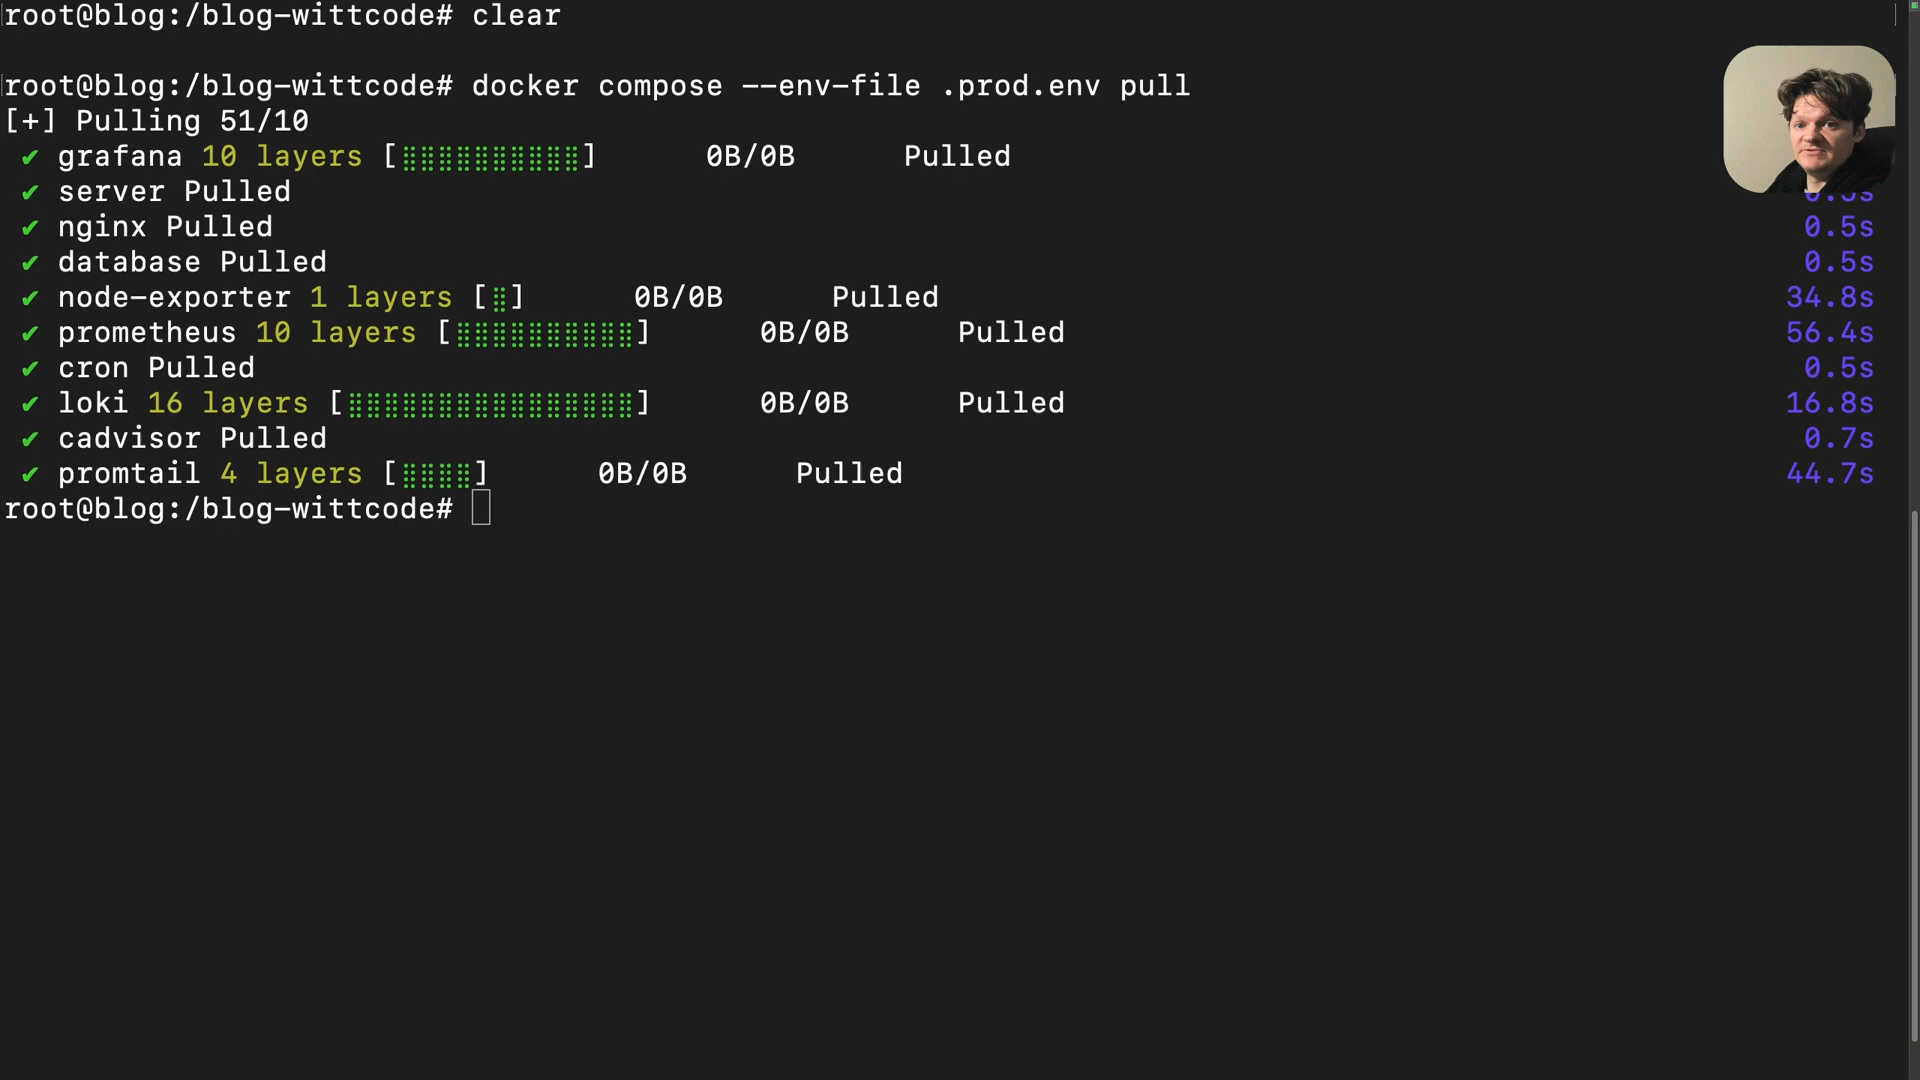 root@blog:/blog-wittcode# clear
root@blog:/blog-wittcode# docker compose --env-file .prod.env pull
[+] Pulling 51/10
✔ grafana 10 layers [⣿⣿⣿⣿⣿⣿⣿⣿⣿⣿] 0B/0B Pulled
✔ server Pulled
✔ nginx Pulled 0.5s
✔ database Pulled 0.5s
✔ node-exporter 1 layers [⣿] 0B/0B Pulled 34.8s
✔ prometheus 10 layers [⣿⣿⣿⣿⣿⣿⣿⣿⣿⣿] 0B/0B Pulled 56.4s
✔ cron Pulled 0.5s
✔ loki 16 layers [⣿⣿⣿⣿⣿⣿⣿⣿⣿⣿⣿⣿⣿⣿⣿⣿] 0B/0B Pulled 16.8s
✔ cadvisor Pulled 0.7s
✔ promtail 4 layers [⣿⣿⣿⣿] 0B/0B Pulled 44.7s
root@blog:/blog-wittcode#